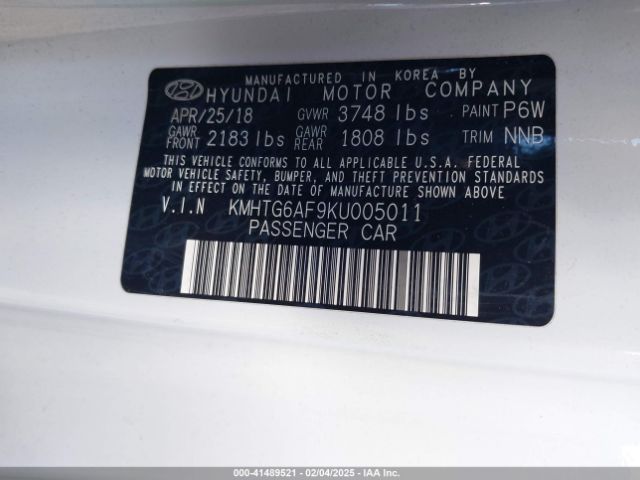 MANUFACTURED IN KOREA BY
HYUNDAI MOTOR COMPANY
APR/25/18 GVWR 3748 lbs PAINT P6W
GAWR FRONT 2183 lbs GAWR REAR 1808 lbs TRIM NNB
THIS VEHICLE CONFORMS TO ALL APPLICABLE U.S.A. FEDERAL
MOTOR VEHICLE SAFETY, BUMPER, AND THEFT PREVENTION
STANDARDS IN EFFECT ON THE DATE OF MANUFACTURE SHOWN ABOVE
V.I.N KMHTG6AF9KU005011
PASSENGER CAR
© - 41489521 - 02/04/2025 - IAA Inc.